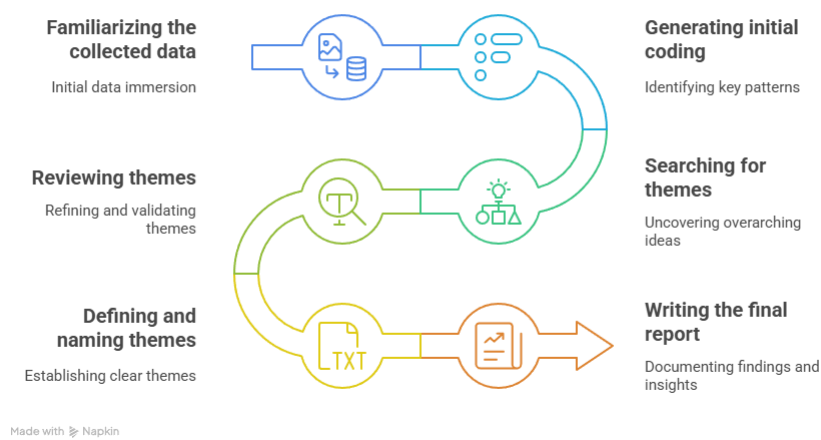 Familiarizing the
collected data
Initial data immersion
Generating initial
coding
Identifying key patterns
Searching for
themes
Uncovering overarching
ideas
Reviewing themes
Refining and validating
themes
Defining and
naming themes
Establishing clear themes
TXT
Writing the final
report
Documenting findings and
insights
Made with Napkin